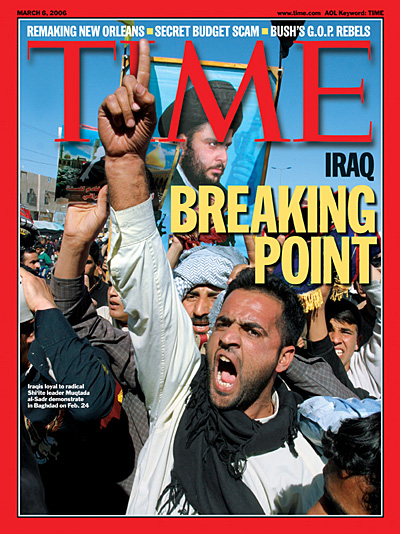 MARCH 6, 2006
www.time.com AOL Keyword: TIME
REMAKING NEW ORLEANS ■ SECRET BUDGET SCAM ■ BUSH'S G.O.P. REBELS
TIME
IRAQ
BREAKING
POINT
Iraqis loyal to radical
Shi'ite leader Muqtada
al-Sadr demonstrate
in Baghdad on Feb. 24